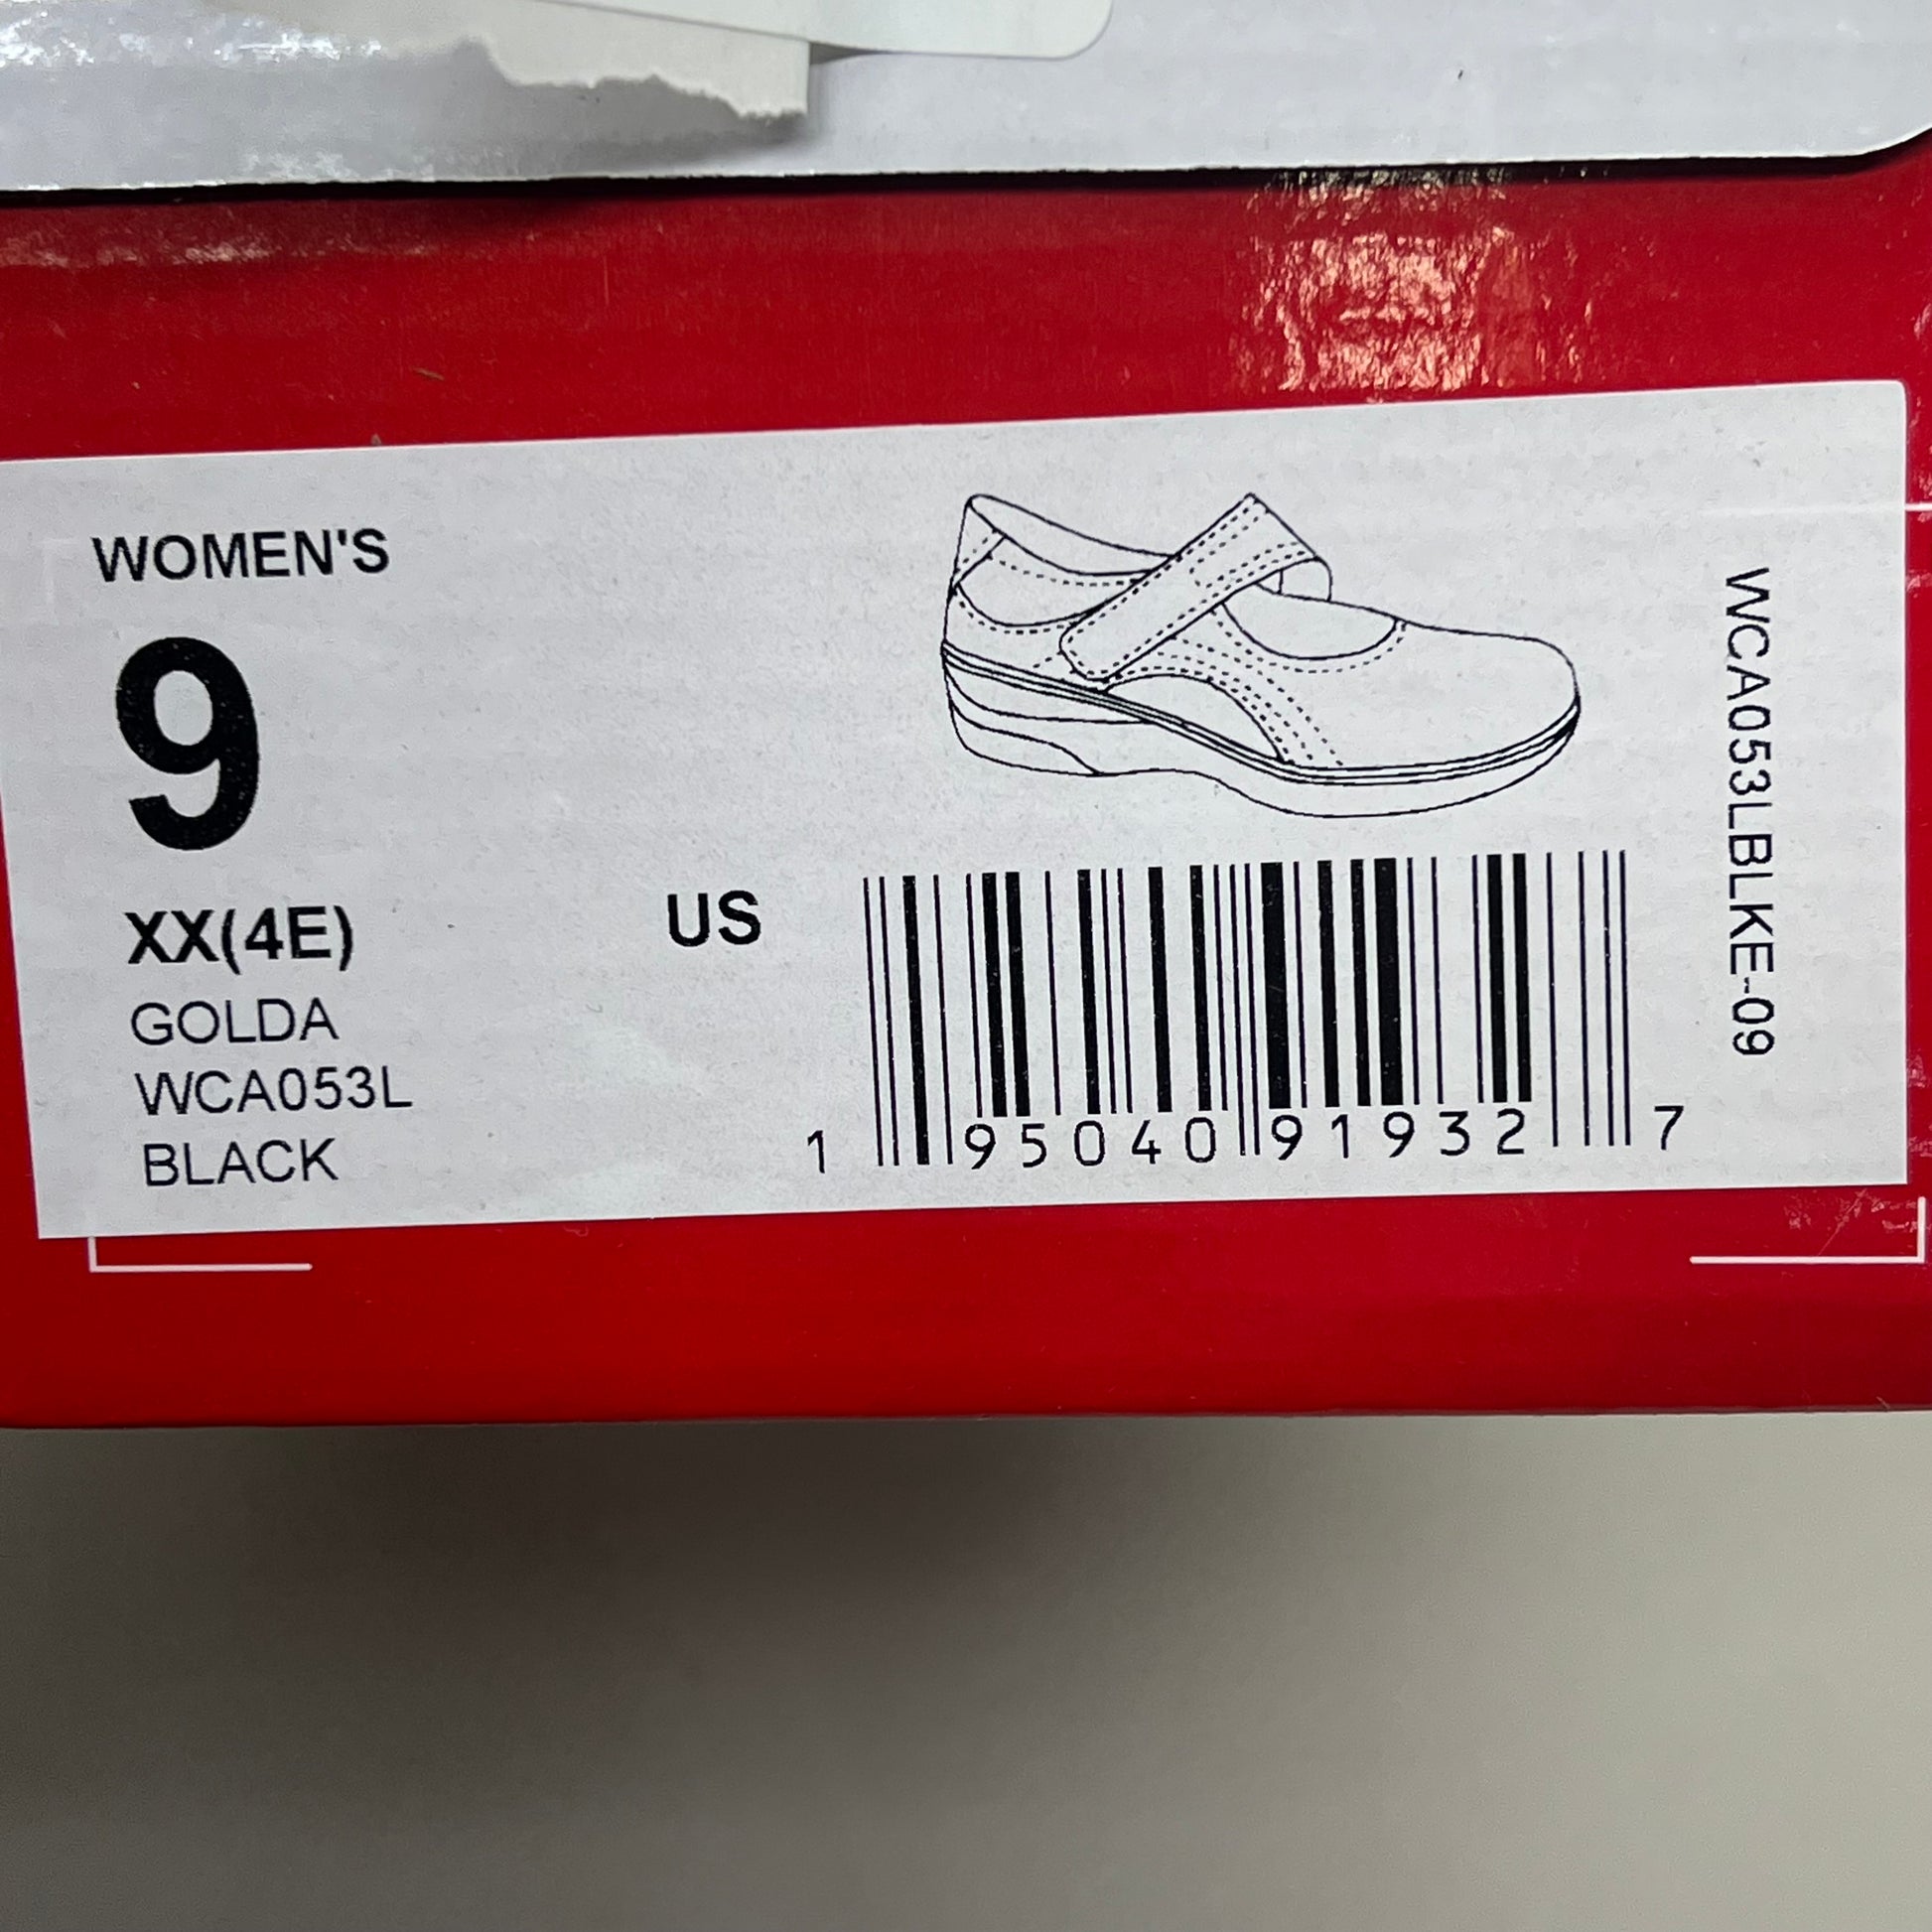 WOMEN'S
9
XX(4E)
US
GOLDA
WCA053L
BLACK
1 95040 91932 7
WCA053LBLKE-09